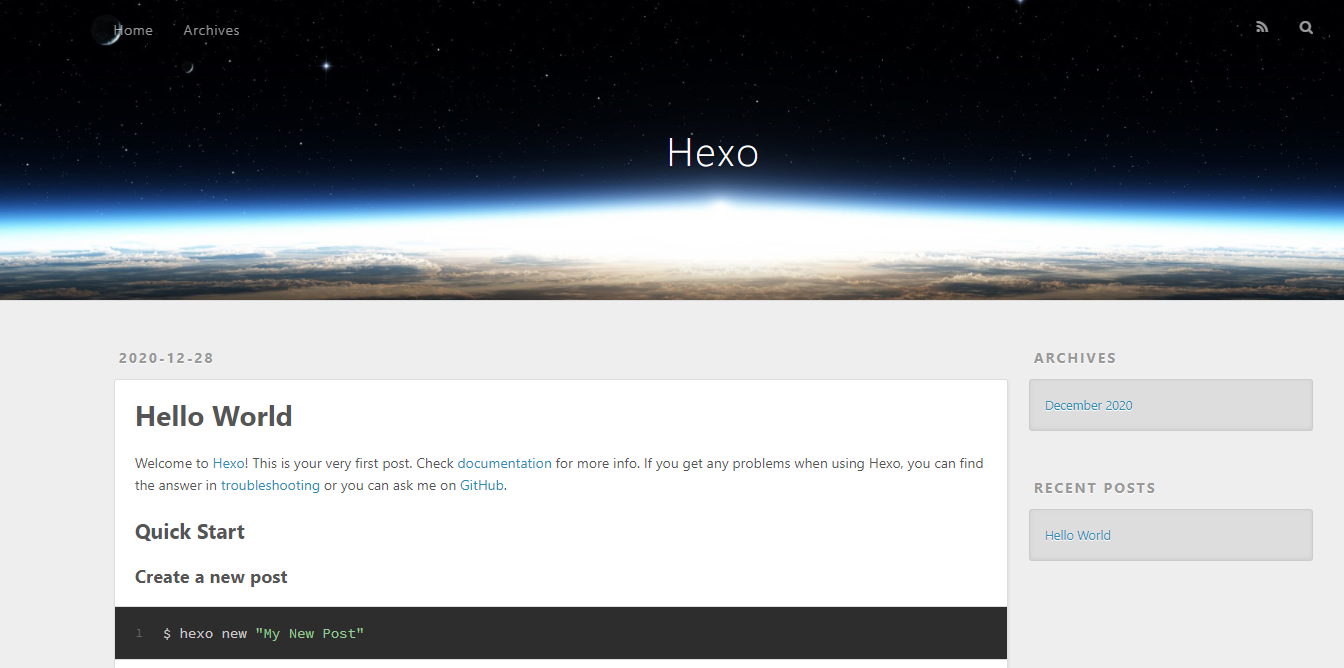 Home Archives
Hexo
2020-12-28
Hello World
Welcome to Hexo! This is your very first post. Check documentation for more info. If you get any problems when using Hexo, you can find
the answer in troubleshooting or you can ask me on GitHub.
Quick Start
Create a new post
1 $ hexo new "My New Post"
ARCHIVES
December 2020
RECENT POSTS
Hello World